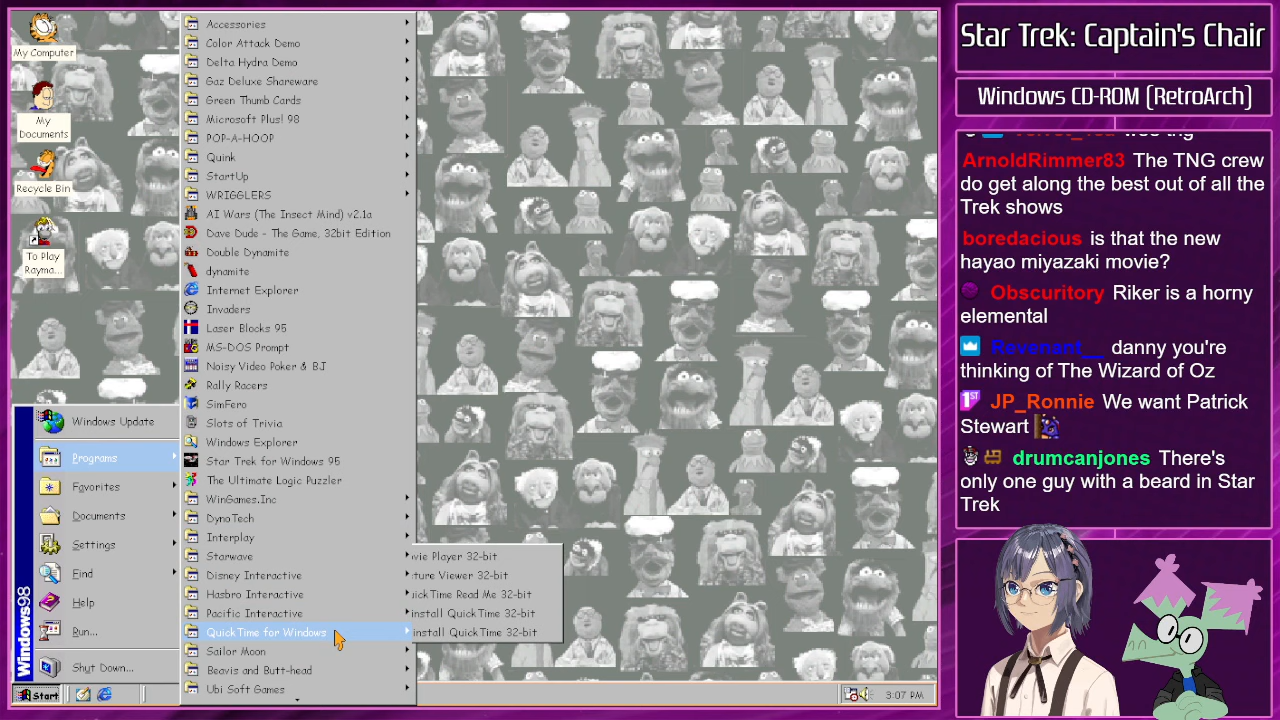 My Computer
My
Documents
Recycle Bin
To Play
Rayma...
Windows Update
Programs
Favorites
Documents
Settings
Find
Help
Run...
Shut Down...
Windows98
Start
Accessories
Color Attack Demo
Delta Hydra Demo
Gaz Deluxe Shareware
Green Thumb Cards
Microsoft Plus! 98
POP-A-HOOP
Quink
StartUp
WRIGGLERS
AI Wars (The Insect Mind) v2.1a
Dave Dude - The Game, 32bit Edition
Double Dynamite
dynamite
Internet Explorer
Invaders
Laser Blocks 95
MS-DOS Prompt
Noisy Video Poker & BJ
Rally Racers
SimFero
Slots of Trivia
Windows Explorer
Star Trek for Windows 95
The Ultimate Logic Puzzler
WinGames.Inc
DynoTech
Interplay
Starwave
Disney Interactive
Hasbro Interactive
Pacific Interactive
QuickTime for Windows
Sailor Moon
Beavis and Butt-head
Ubi Soft Games
vie Player 32-bit
ture Viewer 32-bit
uickTime Read Me 32-bit
install QuickTime 32-bit
install QuickTime 32-bit
3:07 PM
Star Trek: Captain's Chair
Windows CD-ROM (RetroArch)
ArnoldRimmer83 The TNG crew
do get along the best out of all the
Trek shows
boredacious is that the new
hayao miyazaki movie?
Obscuritory Riker is a horny
elemental
Revenant__ danny you're
thinking of The Wizard of Oz
1ST JP_Ronnie We want Patrick
Stewart
drumcanjones There's
only one guy with a beard in Star
Trek